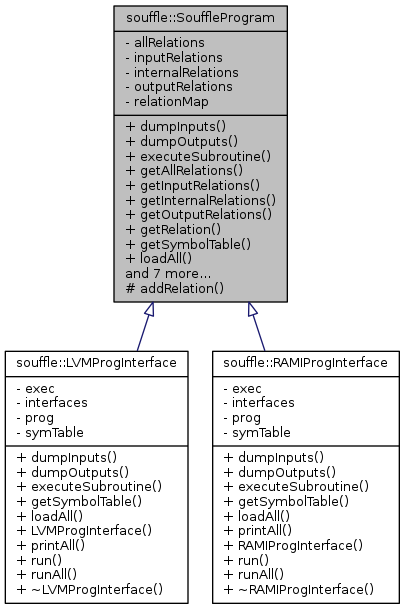 souffle::SouffleProgram
- allRelations
- inputRelations
- internalRelations
- outputRelations
- relationMap
+ dumpInputs()
+ dumpOutputs()
+ executeSubroutine()
+ getAllRelations()
+ getInputRelations()
+ getInternalRelations()
+ getOutputRelations()
+ getRelation()
+ getSymbolTable()
+ loadAll()
and 7 more...
# addRelation()
souffle::LVMProgInterface
- exec
- interfaces
- prog
- symTable
+ dumpInputs()
+ dumpOutputs()
+ executeSubroutine()
+ getSymbolTable()
+ loadAll()
+ LVMProgInterface()
+ printAll()
+ run()
+ runAll()
+ ~LVMProgInterface()
souffle::RAMIProgInterface
- exec
- interfaces
- prog
- symTable
+ dumpInputs()
+ dumpOutputs()
+ executeSubroutine()
+ getSymbolTable()
+ loadAll()
+ printAll()
+ RAMIProgInterface()
+ run()
+ runAll()
+ ~RAMIProgInterface()